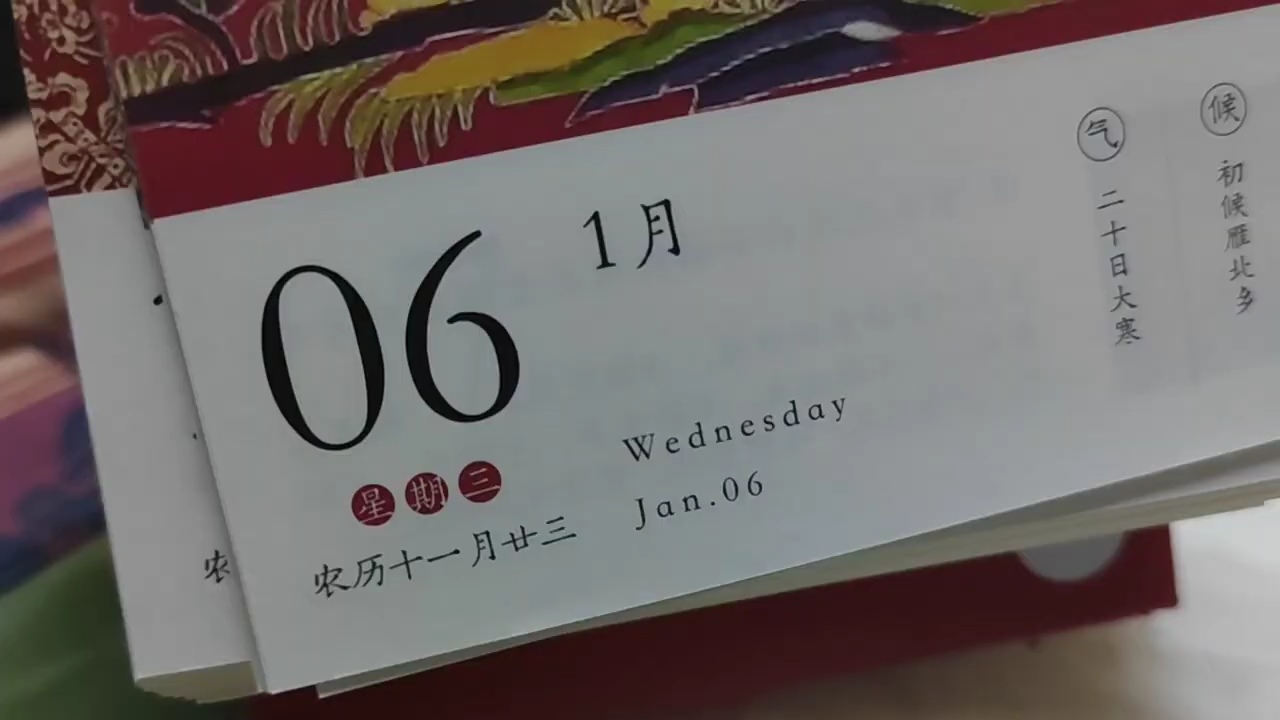 06
1月
星期三
农历十一月廿三
Wednesday
Jan.06
气
二十日大寒
候
初候雁北乡
农